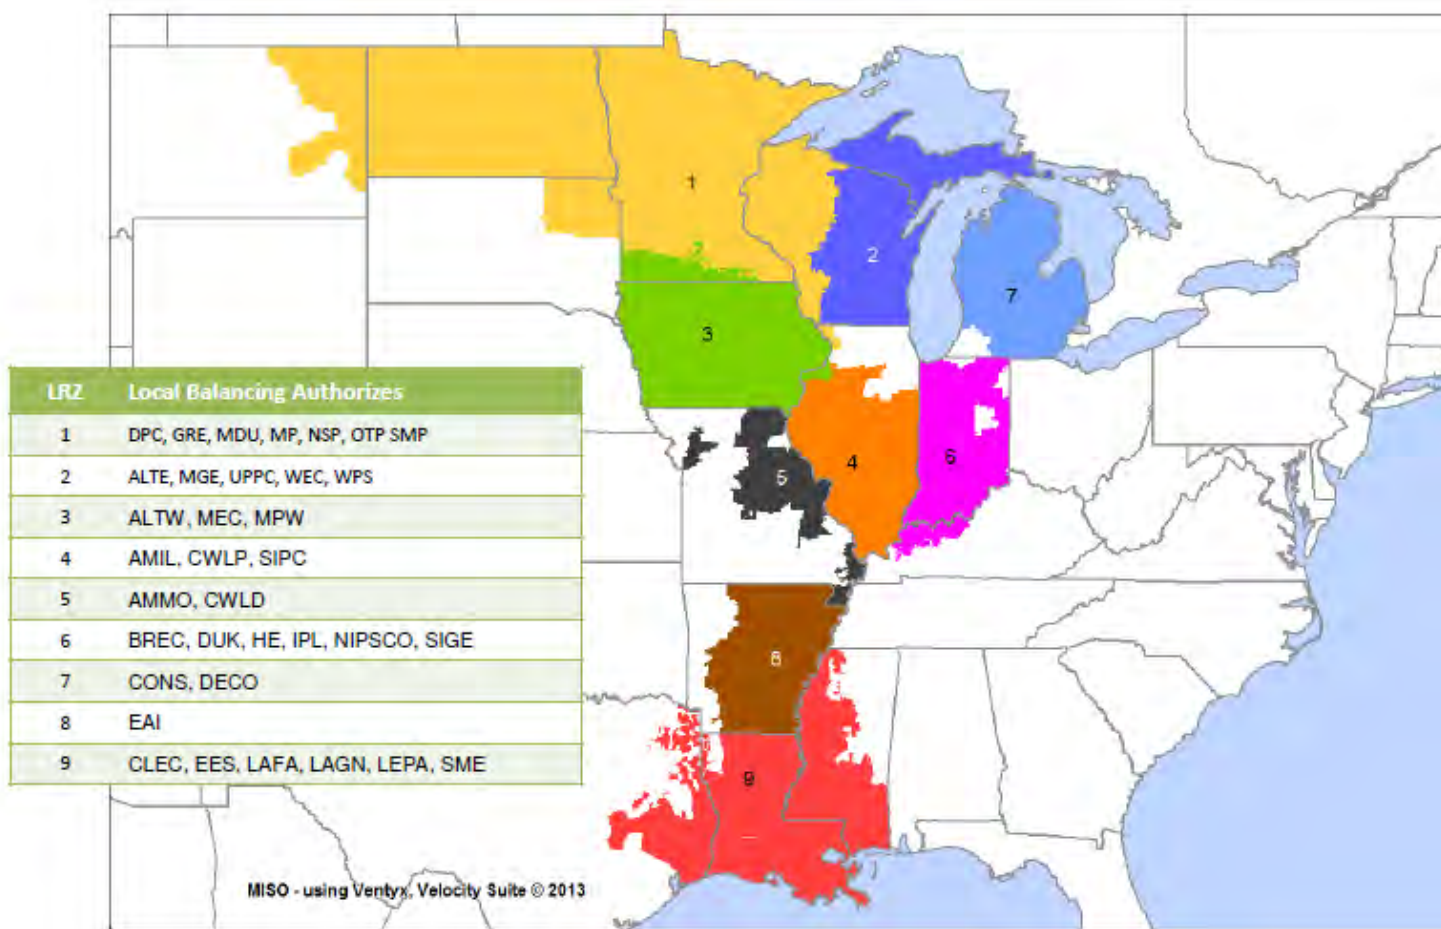 1
2
2
7
3
LRZ Local Balancing Authorizes
1 DPC, GRE, MDU, MP, NSP, OTP SMP
2 ALTE, MGE, UPPC, WEC, WPS
3 ALTW, MEC, MPW
4 AMIL, CWLP, SIPC
5 AMMO, CWLD
6 BREC, DUK, HE, IPL, NIPSCO, SIGE
7 CONS, DECO
8 EAI
9 CLEC, EES, LAFA, LAGN, LEPA, SME
4
6
5
8
9
MISO - using Ventyx, Velocity Suite © 2013